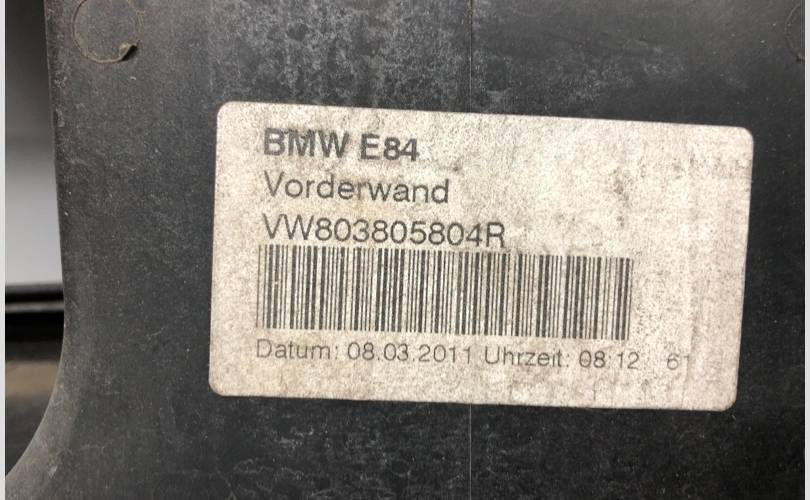 BMW E84
Vorderwand
VW803805804R
Datum: 08.03.2011 Uhrzeit: 08 12 61